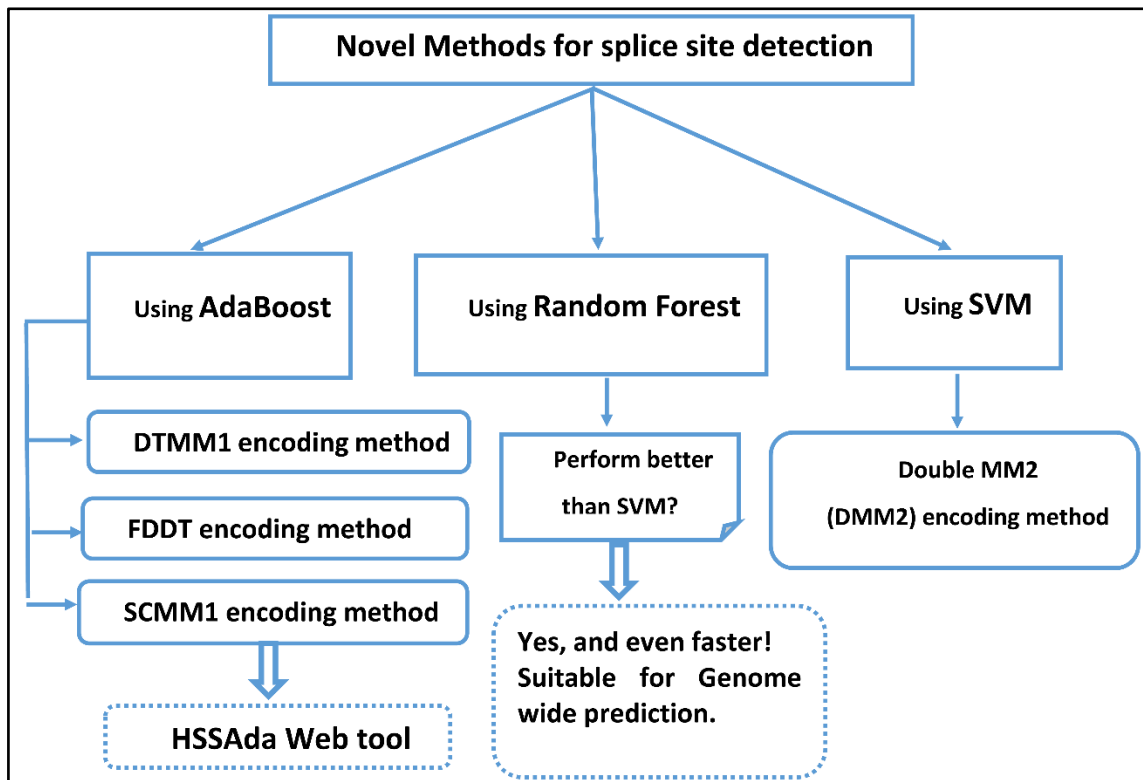 Novel Methods for splice site detection
Using AdaBoost
Using Random Forest
Using SVM
DTMM1 encoding method
FDDT encoding method
SCMM1 encoding method
HSSAda Web tool
Perform better
than SVM?
Yes, and even faster!
Suitable for Genome
wide prediction.
Double MM2
(DMM2) encoding method